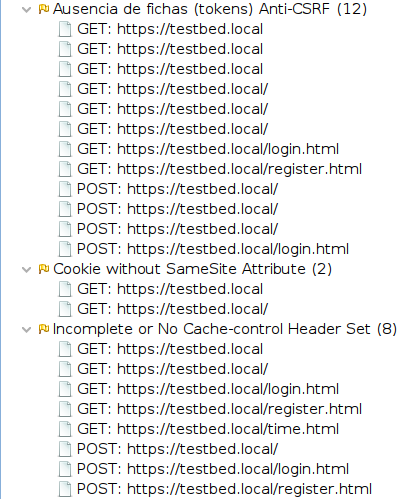 Ausencia de fichas (tokens) Anti-CSRF (12)
GET: https://testbed.local
GET: https://testbed.local
GET: https://testbed.local
GET: https://testbed.local/
GET: https://testbed.local/
GET: https://testbed.local/
GET: https://testbed.local/login.html
GET: https://testbed.local/register.html
POST: https://testbed.local/
POST: https://testbed.local/
POST: https://testbed.local/
POST: https://testbed.local/login.html
Cookie without SameSite Attribute (2)
GET: https://testbed.local
GET: https://testbed.local/
Incomplete or No Cache-control Header Set (8)
GET: https://testbed.local
GET: https://testbed.local/
GET: https://testbed.local/login.html
GET: https://testbed.local/register.html
GET: https://testbed.local/time.html
POST: https://testbed.local/
POST: https://testbed.local/login.html
POST: https://testbed.local/register.html